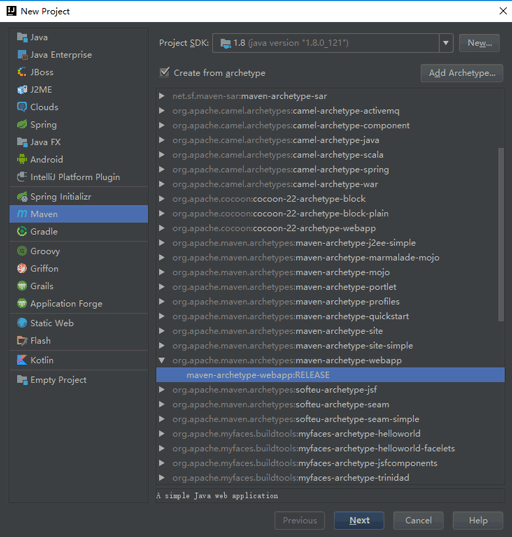 New Project
Java
Java Enterprise
JBoss
J2ME
Clouds
Spring
Java FX
Android
IntelliJ Platform Plugin
Spring Initializr
Maven
Gradle
Groovy
Griffon
Grails
Application Forge
Static Web
Flash
Kotlin
Empty Project
Project SDK: 1.8 (java version "1.8.0_121") New...
Create from archetype Add Archetype...
net.sf.maven-sar:maven-archetype-sar
org.apache.camel.archetypes:camel-archetype-activemq
org.apache.camel.archetypes:camel-archetype-component
org.apache.camel.archetypes:camel-archetype-java
org.apache.camel.archetypes:camel-archetype-scala
org.apache.camel.archetypes:camel-archetype-spring
org.apache.camel.archetypes:camel-archetype-war
org.apache.cocoon:cocoon-22-archetype-block
org.apache.cocoon:cocoon-22-archetype-block-plain
org.apache.cocoon:cocoon-22-archetype-webapp
org.apache.maven.archetypes:maven-archetype-j2ee-simple
org.apache.maven.archetypes:maven-archetype-marmalade-mojo
org.apache.maven.archetypes:maven-archetype-mojo
org.apache.maven.archetypes:maven-archetype-portlet
org.apache.maven.archetypes:maven-archetype-profiles
org.apache.maven.archetypes:maven-archetype-quickstart
org.apache.maven.archetypes:maven-archetype-site
org.apache.maven.archetypes:maven-archetype-site-simple
org.apache.maven.archetypes:maven-archetype-webapp
maven-archetype-webapp:RELEASE
org.apache.maven.archetypes:softeu-archetype-jsf
org.apache.maven.archetypes:softeu-archetype-seam
org.apache.maven.archetypes:softeu-archetype-seam-simple
org.apache.myfaces.buildtools:myfaces-archetype-helloworld
org.apache.myfaces.buildtools:myfaces-archetype-helloworld-facelets
org.apache.myfaces.buildtools:myfaces-archetype-jsfcomponents
org.apache.myfaces.buildtools:myfaces-archetype-trinidad
A simple Java web application
Previous Next Cancel Help